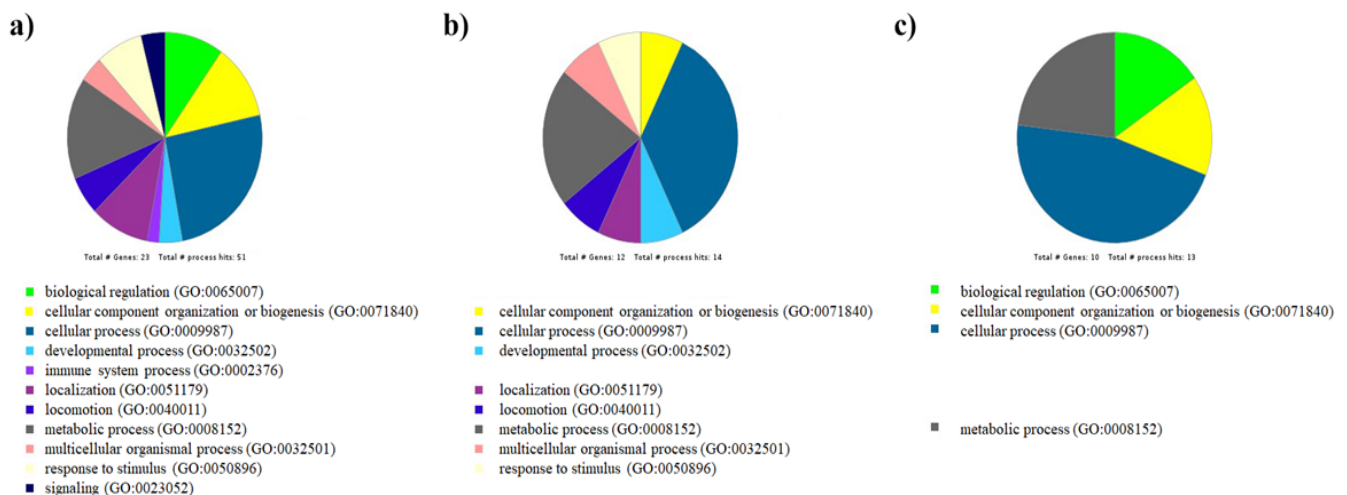 a)
b)
c)
Total # Genes: 23 Total # process hits: 51
Total # Genes: 12 Total # process hits: 14
Total # Genes: 10 Total # process hits: 13
biological regulation (GO:0065007)
cellular component organization or biogenesis (GO:0071840)
cellular process (GO:0009987)
developmental process (GO:0032502)
immune system process (GO:0002376)
localization (GO:0051179)
locomotion (GO:0040011)
metabolic process (GO:0008152)
multicellular organismal process (GO:0032501)
response to stimulus (GO:0050896)
signaling (GO:0023052)
cellular component organization or biogenesis (GO:0071840)
cellular process (GO:0009987)
developmental process (GO:0032502)
localization (GO:0051179)
locomotion (GO:0040011)
metabolic process (GO:0008152)
multicellular organismal process (GO:0032501)
response to stimulus (GO:0050896)
biological regulation (GO:0065007)
cellular component organization or biogenesis (GO:0071840)
cellular process (GO:0009987)
metabolic process (GO:0008152)